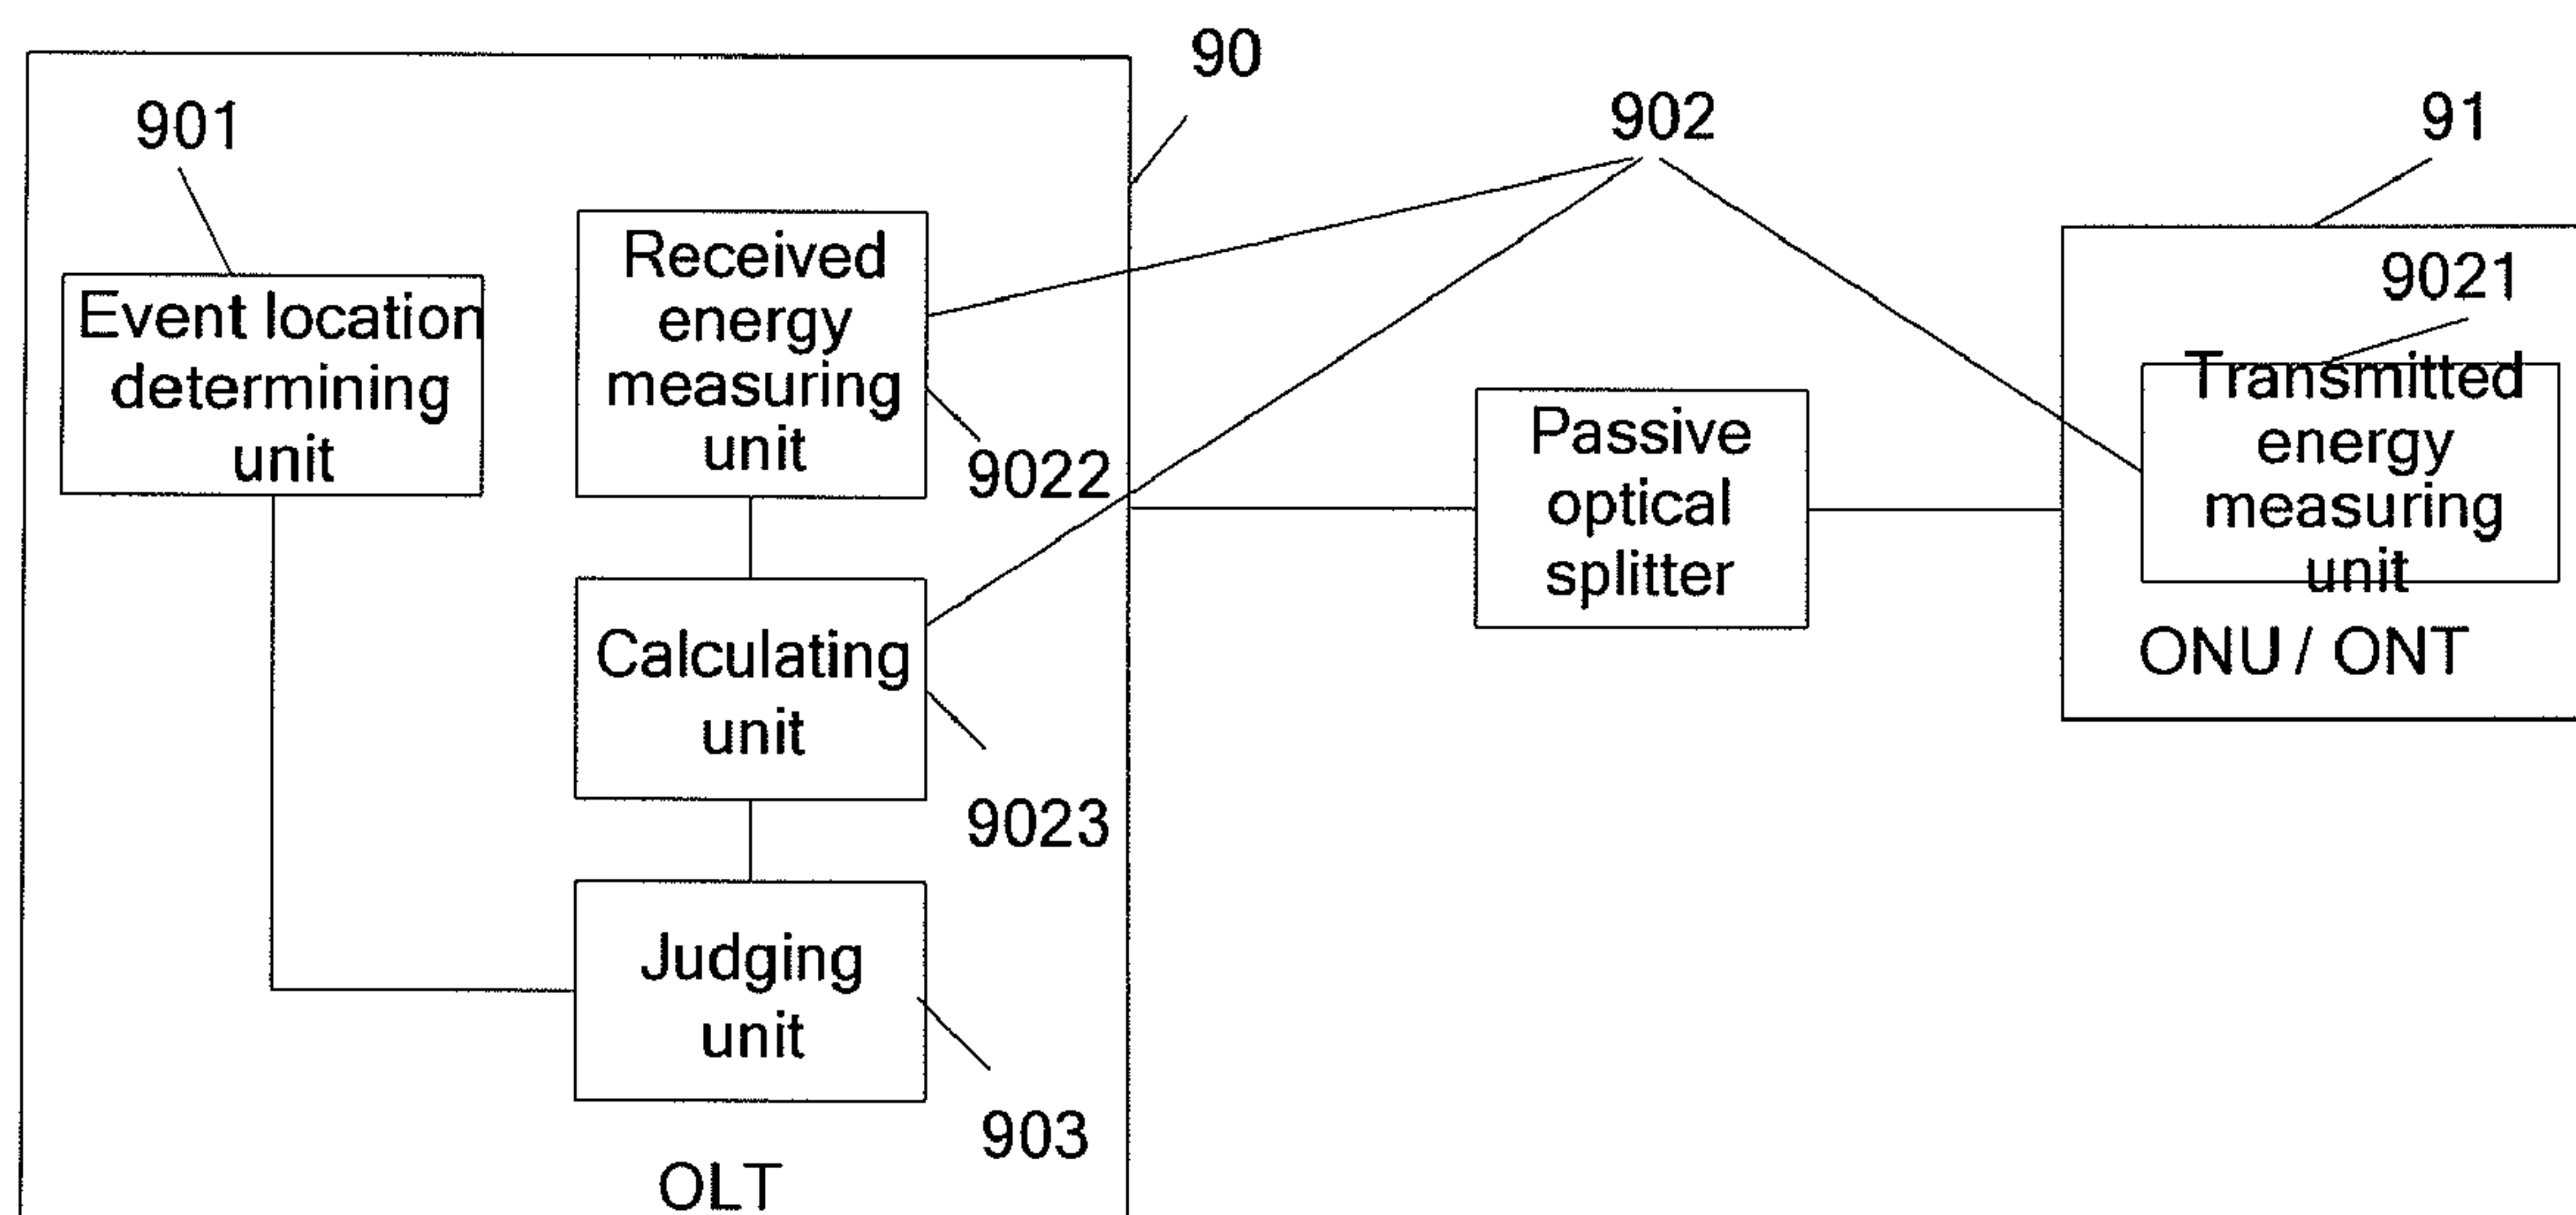 90
901
902
91
Received
energy
measuring
unit
9021
Event location
determining
unit
9022
Passive
optical
splitter
Transmitted
energy
measuring
unit
ONU / ONT
Calculating
unit
9023
Judging
unit
903
OLT